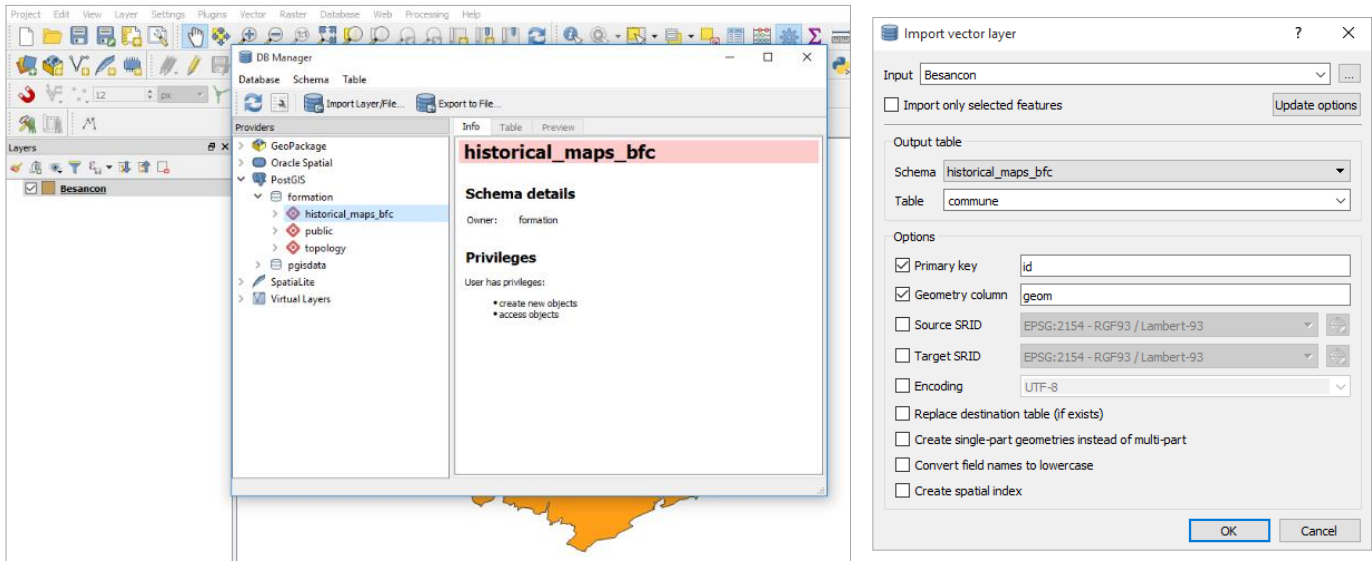 Project Edit View Layer Settings Plugins Vector Raster Database Web Processing Help
12 px
Layers
Besancon
DB Manager
Database Schema Table
Import Layer/File... Export to File...
Providers
GeoPackage
Oracle Spatial
PostGIS
formation
historical_maps_bfc
public
topology
pgisdata
SpatiaLite
Virtual Layers
Info Table Preview
historical_maps_bfc
Schema details
Owner: formation
Privileges
User has privileges:
• create new objects
• access objects
Import vector layer
Input Besancon ...
Import only selected features Update options
Output table
Schema historical_maps_bfc
Table commune
Options
Primary key id
Geometry column geom
Source SRID EPSG:2154 - RGF93 / Lambert-93
Target SRID EPSG:2154 - RGF93 / Lambert-93
Encoding UTF-8
Replace destination table (if exists)
Create single-part geometries instead of multi-part
Convert field names to lowercase
Create spatial index
OK Cancel